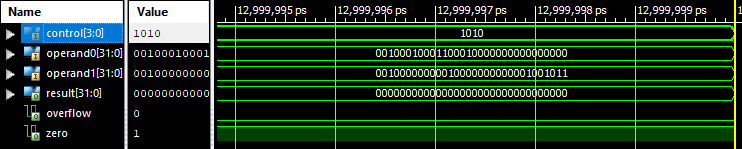 Name Value 12,999,995 ps 12,999,996 ps 12,999,997 ps 12,999,998 ps 12,999,999 ps
control[3:0] 1010 1010
operand0[31:0] 00100010001 00100010001100010000000000000000
operand1[31:0] 00100000000 00100000000100000000000001001011
result[31:0] 00000000000 00000000000000000000000000000000
overflow 0
zero 1